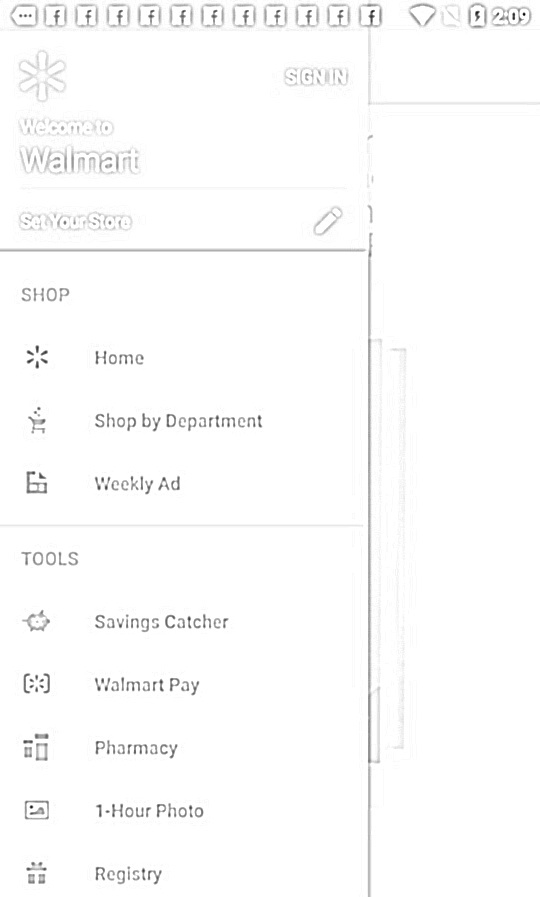 2:09
SIGN IN
Welcome to
Walmart
Set Your Store
SHOP
Home
Shop by Department
Weekly Ad
TOOLS
Savings Catcher
Walmart Pay
Pharmacy
1-Hour Photo
Registry